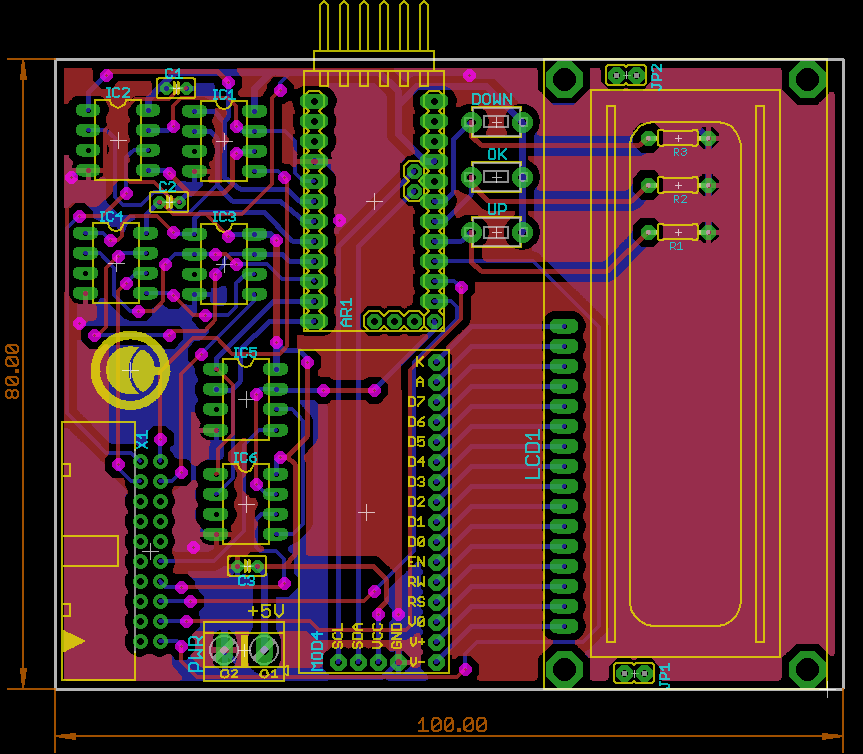 C1
IC2
IC1
C2
IC4
IC3
AR1
IC5
X1
IC6
C3
+5V
PWR
O2
O1
DOWN
OK
UP
JP2
R3
R2
R1
K
A
D7
D6
D5
D4
D3
D2
D1
D0
EN
RW
RS
V0
V+
V-
MOD4
SCL
SDA
VCC
GND
LCD1
JP1
80.00
100.00